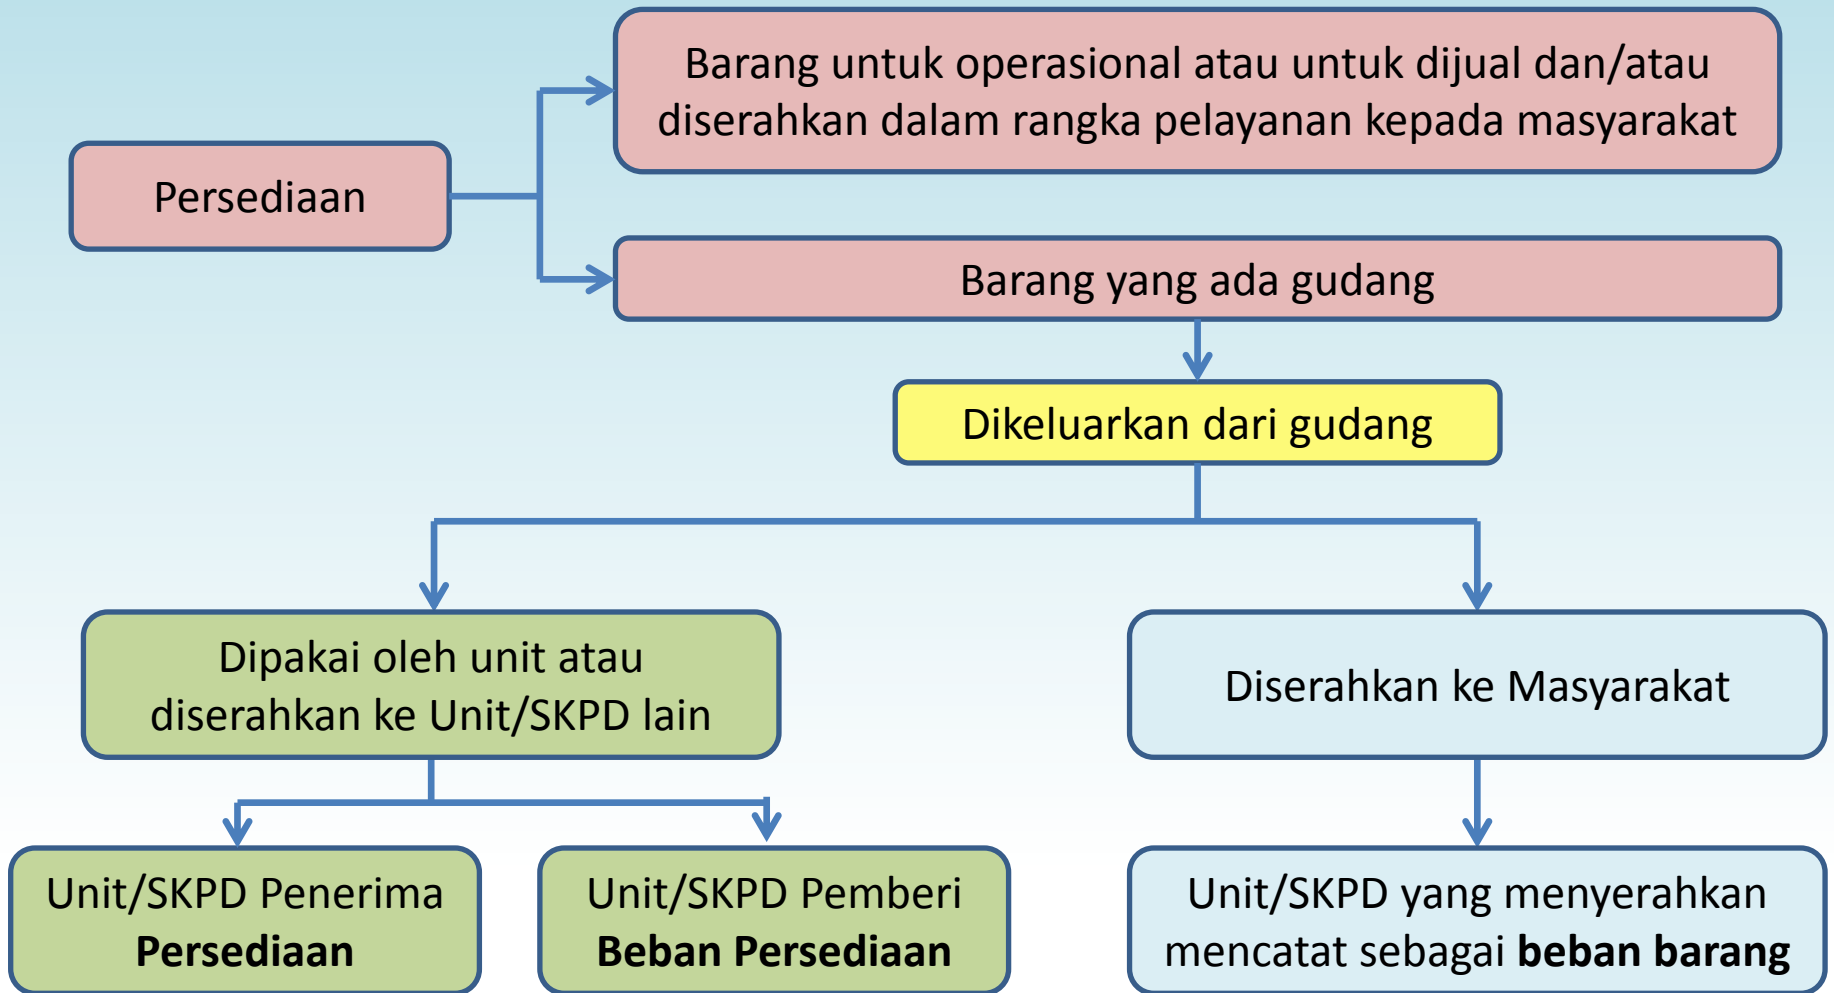 Barang untuk operasional atau untuk dijual dan/atau
diserahkan dalam rangka pelayanan kepada masyarakat
Persediaan
Barang yang ada gudang
Dikeluarkan dari gudang
Dipakai oleh unit atau
diserahkan ke Unit/SKPD lain
Diserahkan ke Masyarakat
Unit/SKPD Penerima
Persediaan
Unit/SKPD Pemberi
Beban Persediaan
Unit/SKPD yang menyerahkan
mencatat sebagai beban barang